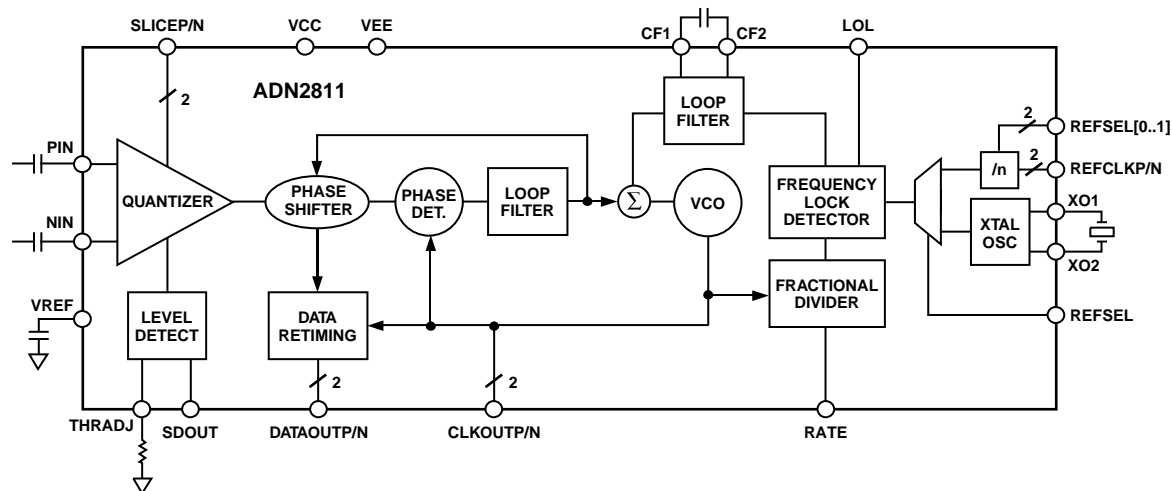 SLICEP/N
VCC
VEE
CF1
CF2
LOL
ADN2811
2
LOOP
FILTER
2
REFSEL[0..1]
PIN
/n
2
REFCLKP/N
QUANTIZER
PHASE
SHIFTER
PHASE
DET.
LOOP
FILTER
Σ
VCO
FREQUENCY
LOCK
DETECTOR
XO1
XTAL
OSC
NIN
XO2
VREF
LEVEL
DETECT
DATA
RETIMING
FRACTIONAL
DIVIDER
REFSEL
2
2
THRADJ
SDOUT
DATAOUTP/N
CLKOUTP/N
RATE